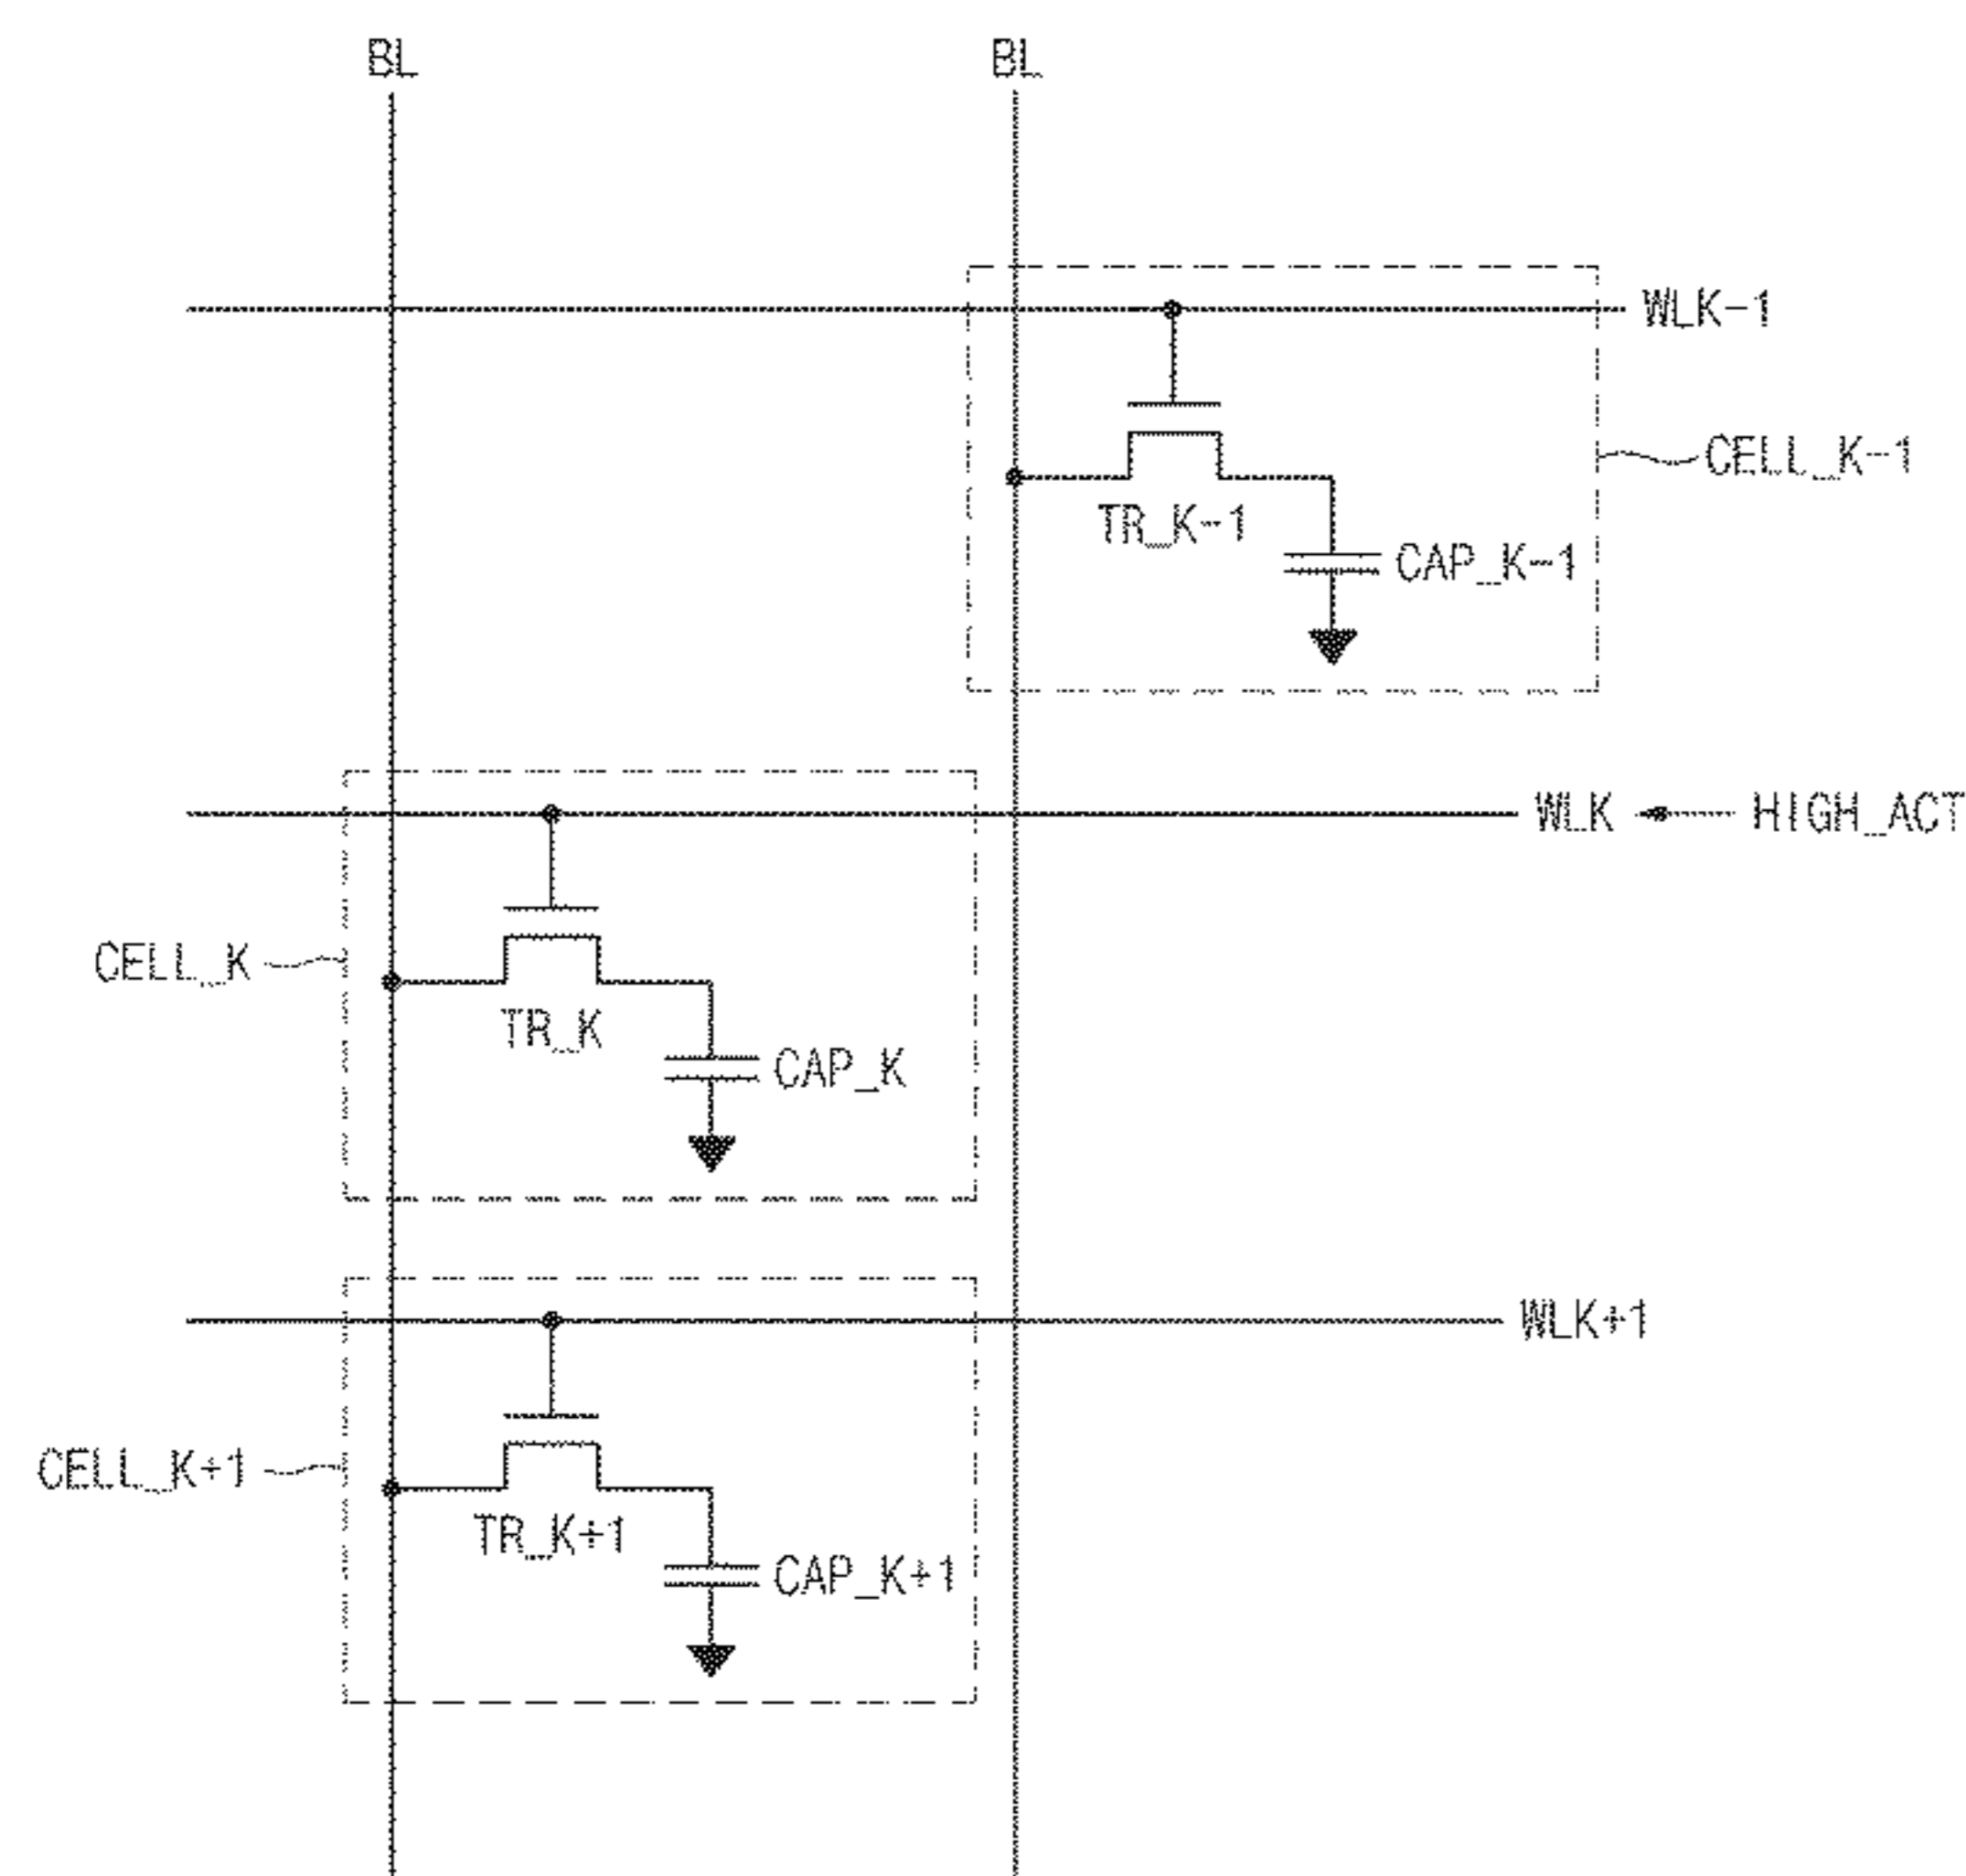 BL
BL
WLK-1
CELL_K-1
TR_K-1
CAP_K-1
WLK
HIGH_ACT
CELL_K
TR_K
CAP_K
WLK+1
CELL_K+1
TR_K+1
CAP_K+1